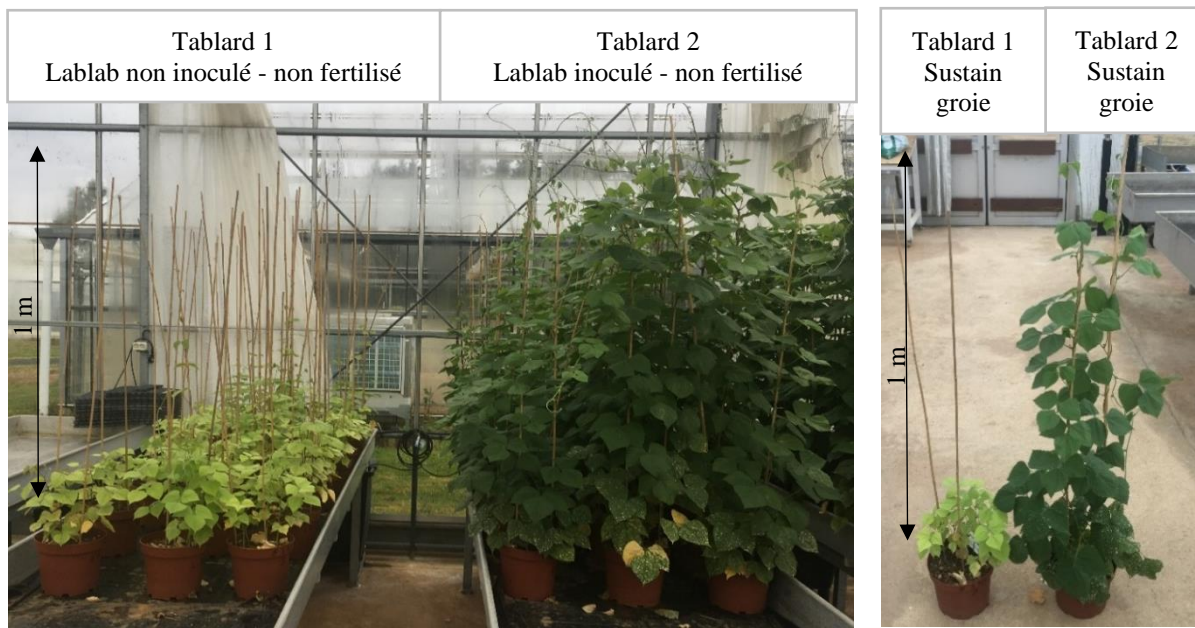 Tablard 1
Lablab non inoculé - non fertilisé
Tablard 2
Lablab inoculé - non fertilisé
Tablard 1
Sustain
groie
Tablard 2
Sustain
groie
1 m
1 m